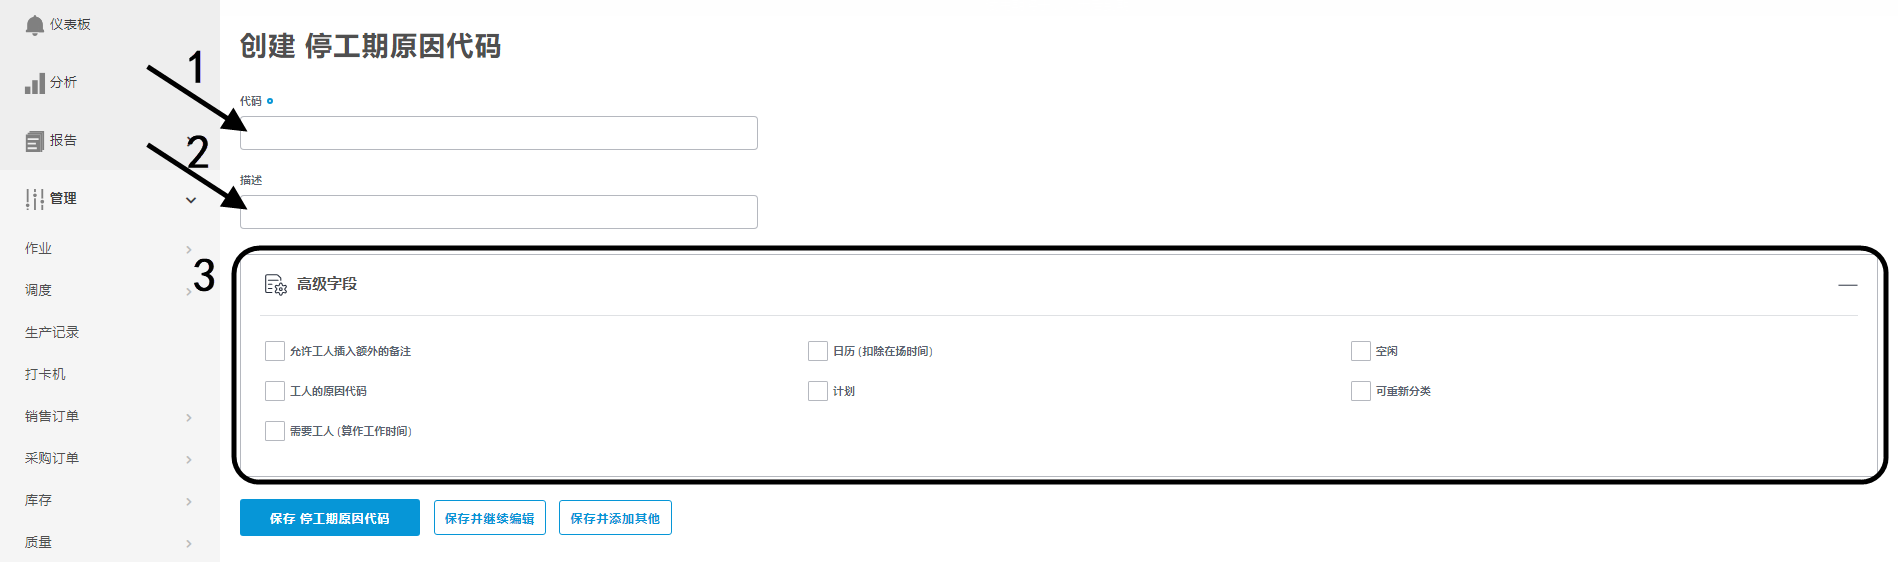 仪表板
分析
报告
管理
作业
调度
生产记录
打卡机
销售订单
采购订单
库存
质量
创建 停工期原因代码
1
代码
2
描述
3
高级字段
允许工人插入额外的备注
日历 (扣除在场时间)
空闲
工人的原因代码
计划
可重新分类
需要工人 (算作工作时间)
保存 停工期原因代码
保存并继续编辑
保存并添加其他